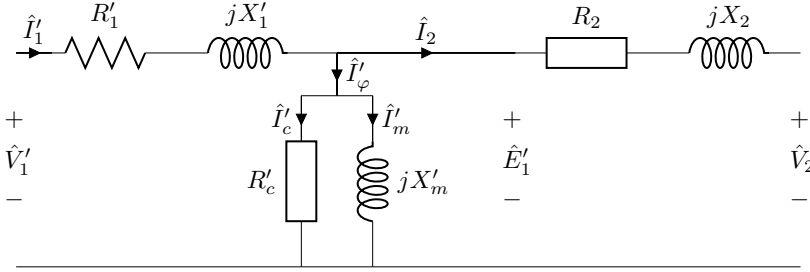 Î′₁ R′₁ jX′₁ Î₂ R₂ jX₂
Î′φ
Î′c Î′m
+ + +
V̂′₁ R′c jX′m Ê′₁ V̂₂
− − −